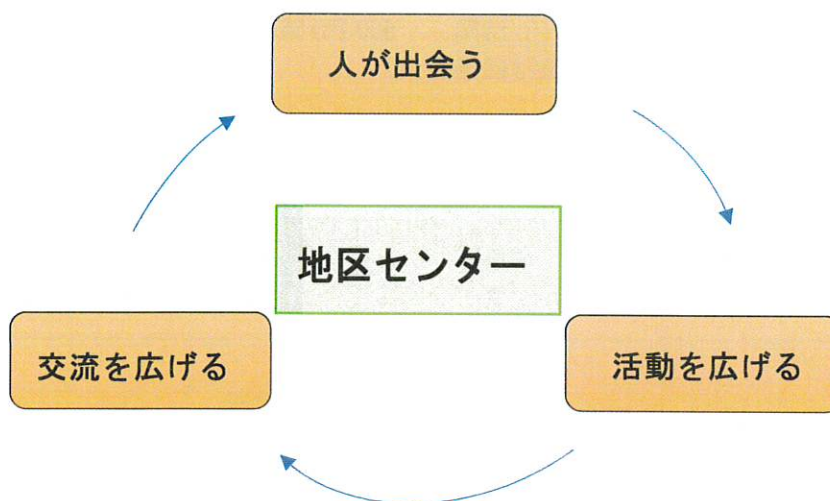 人が出会う
地区センター
交流を広げる
活動を広げる